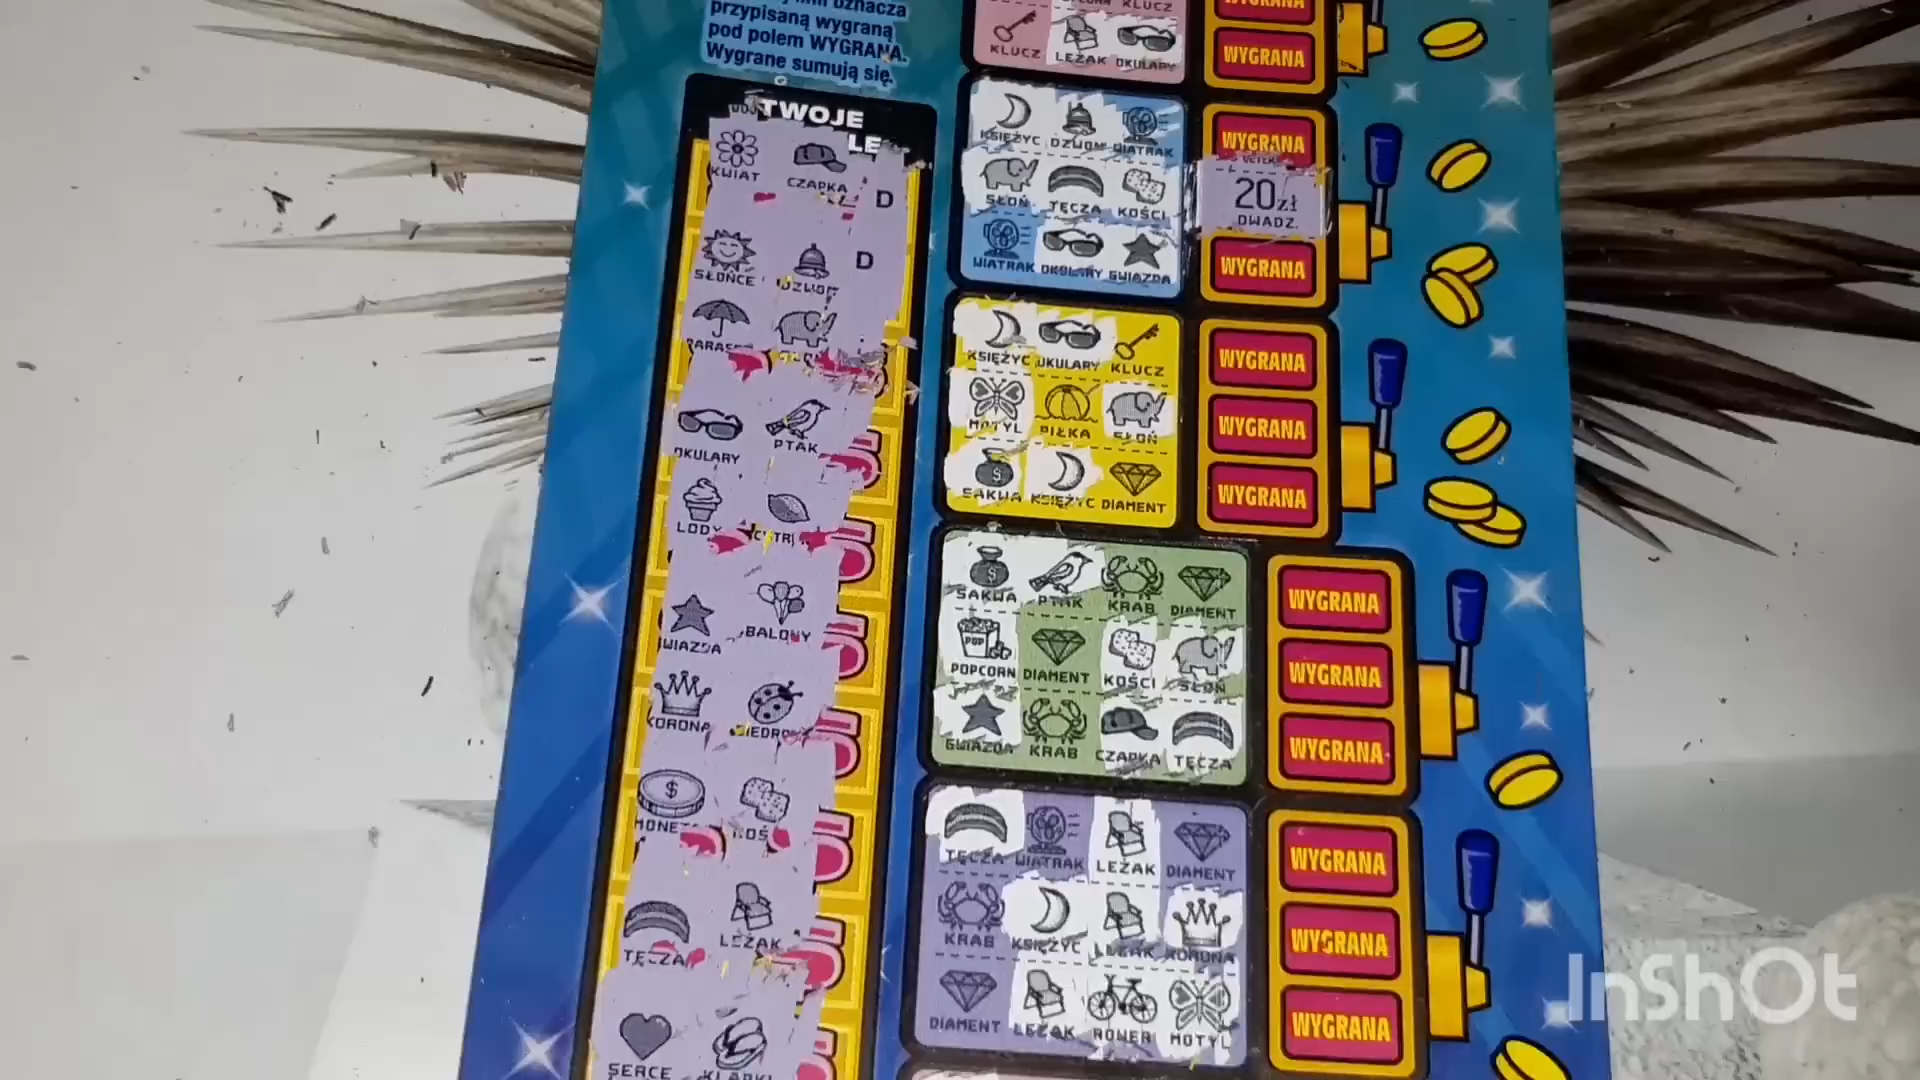 przypisaną wygraną
pod polem WYGRANA.
Wygrane sumują się.
TWOJE
KWIAT CZAPKA D
SŁOŃCE DZWON D
OKULARY PTAK
LODY
BALONY
KORONA
TĘCZA LEŻAK
SERCE KLAPKI
KLUCZ
KLUCZ LEŻAK OKULARY
WYGRANA
KSIĘŻYC DZWON WIATRAK
SŁOŃ TĘCZA KOŚCI
WIATRAK OKULARY GWIAZDA
WYGRANA
20zł
DWADZ.
WYGRANA
KSIĘŻYC OKULARY KLUCZ
MOTYL PIŁKA SŁOŃ
SAKWA KSIĘŻYC DIAMENT
WYGRANA
WYGRANA
WYGRANA
SAKWA PTAK KRAB DIAMENT
POPCORN DIAMENT KOŚCI SŁOŃ
GWIAZDA KRAB CZAPKA TĘCZA
WYGRANA
WYGRANA
WYGRANA
TĘCZA WIATRAK LEŻAK DIAMENT
KRAB KSIĘŻYC LEŻAK KORONA
DIAMENT LEŻAK ROWER MOTYL
WYGRANA
WYGRANA
WYGRANA
InShOt